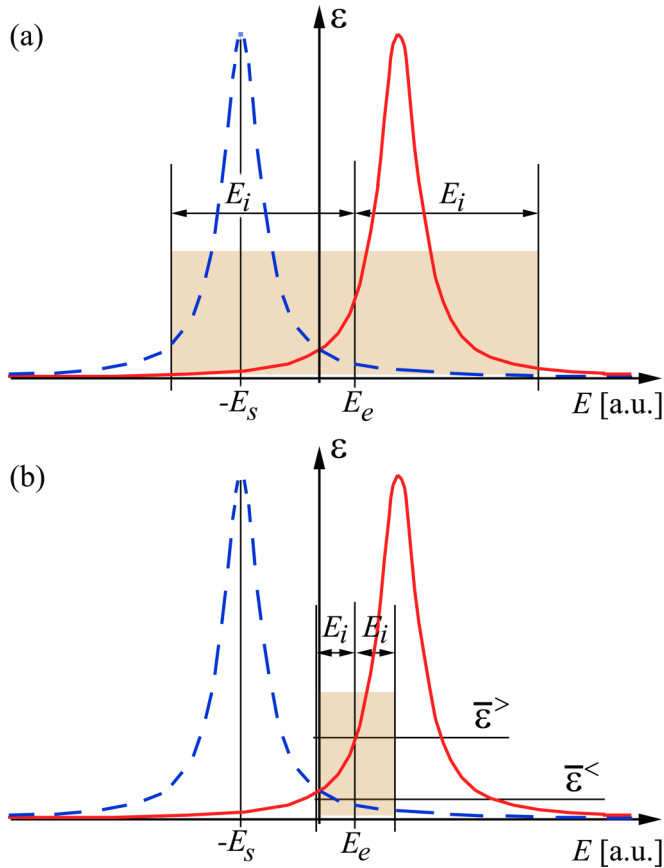 (a)
ε
E_i E_i
-E_s E_e E [a.u.]
(b)
ε
E_i E_i
ε̅^>
ε̅^<
-E_s E_e E [a.u.]